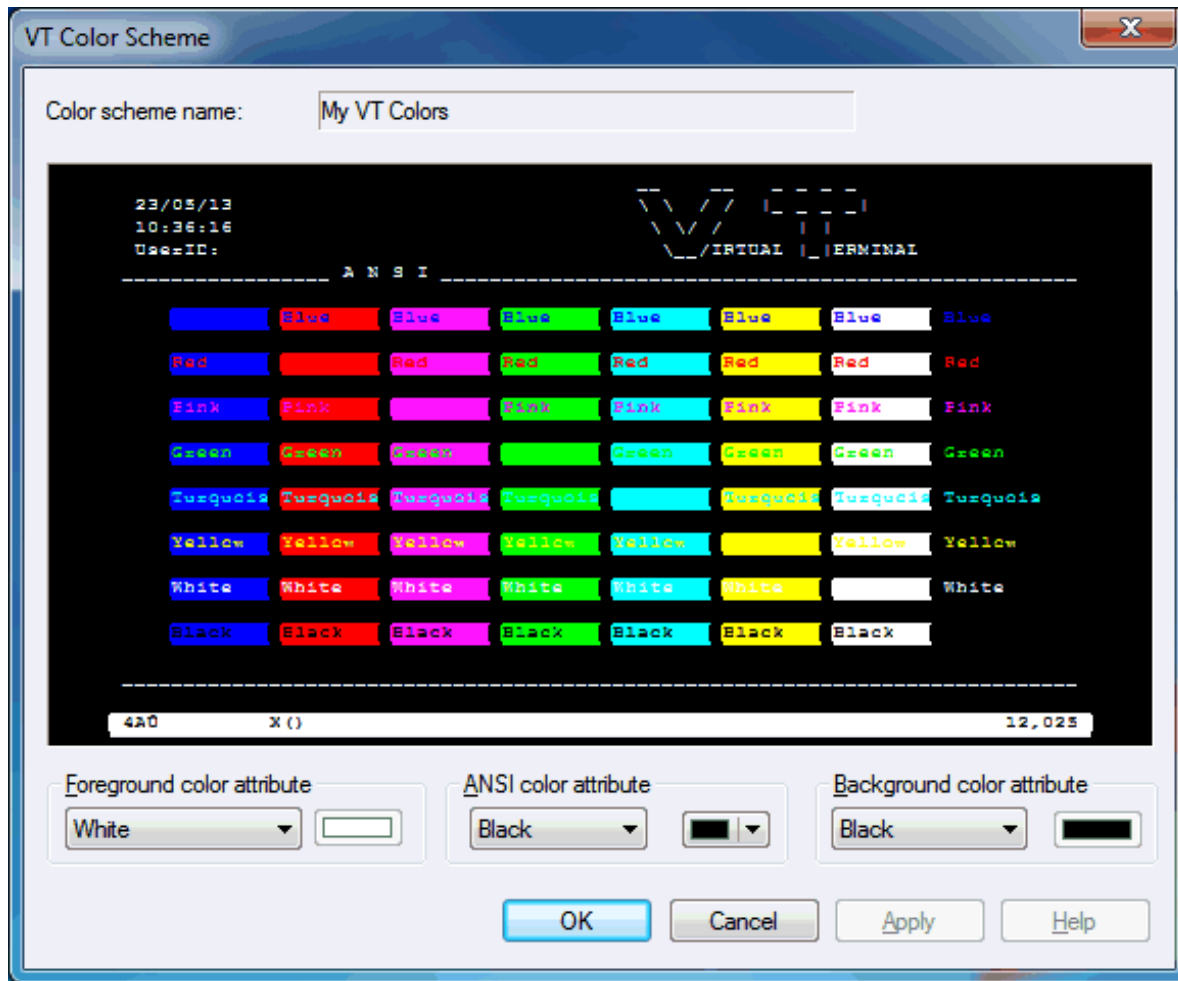 VT Color Scheme
Color scheme name: My VT Colors
23/05/13
10:36:16
UserID:
IRTUAL ERMINAL
A N S I
Blue Blue Blue Blue Blue Blue Blue
Red Red Red Red Red Red Red
Pink Pink Pink Pink Pink Pink Pink
Green Green Green Green Green Green Green
Turquois Turquois Turquois Turquois Turquois Turquois Turquois
Yellow Yellow Yellow Yellow Yellow Yellow Yellow
White White White White White White White
Black Black Black Black Black Black Black
4AÛ X () 12,025
Foreground color attribute ANSI color attribute Background color attribute
White Black Black
OK Cancel Apply Help